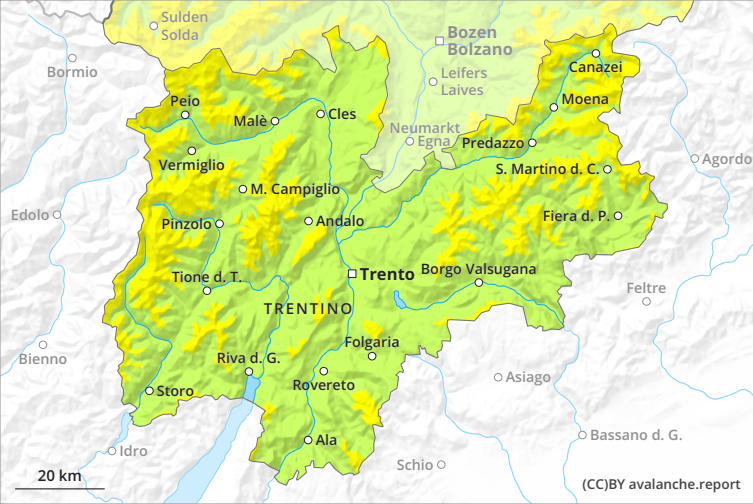 Sulden
Solda
Bozen
Bolzano
Bormio
Canazei
Leifers
Laives
Peio
Moena
Malè
Cles
Neumarkt
Egna
Predazzo
Vermiglio
Agordo
S. Martino d. C.
M. Campiglio
Edolo
Fiera d. P.
Pinzolo
Andalo
Trento
Borgo Valsugana
Tione d. T.
Feltre
TRENTINO
Folgaria
Bienno
Riva d. G.
Rovereto
Asiago
Storo
Ala
Bassano d. G.
Idro
Schio
20 km
(CC)BY avalanche.report